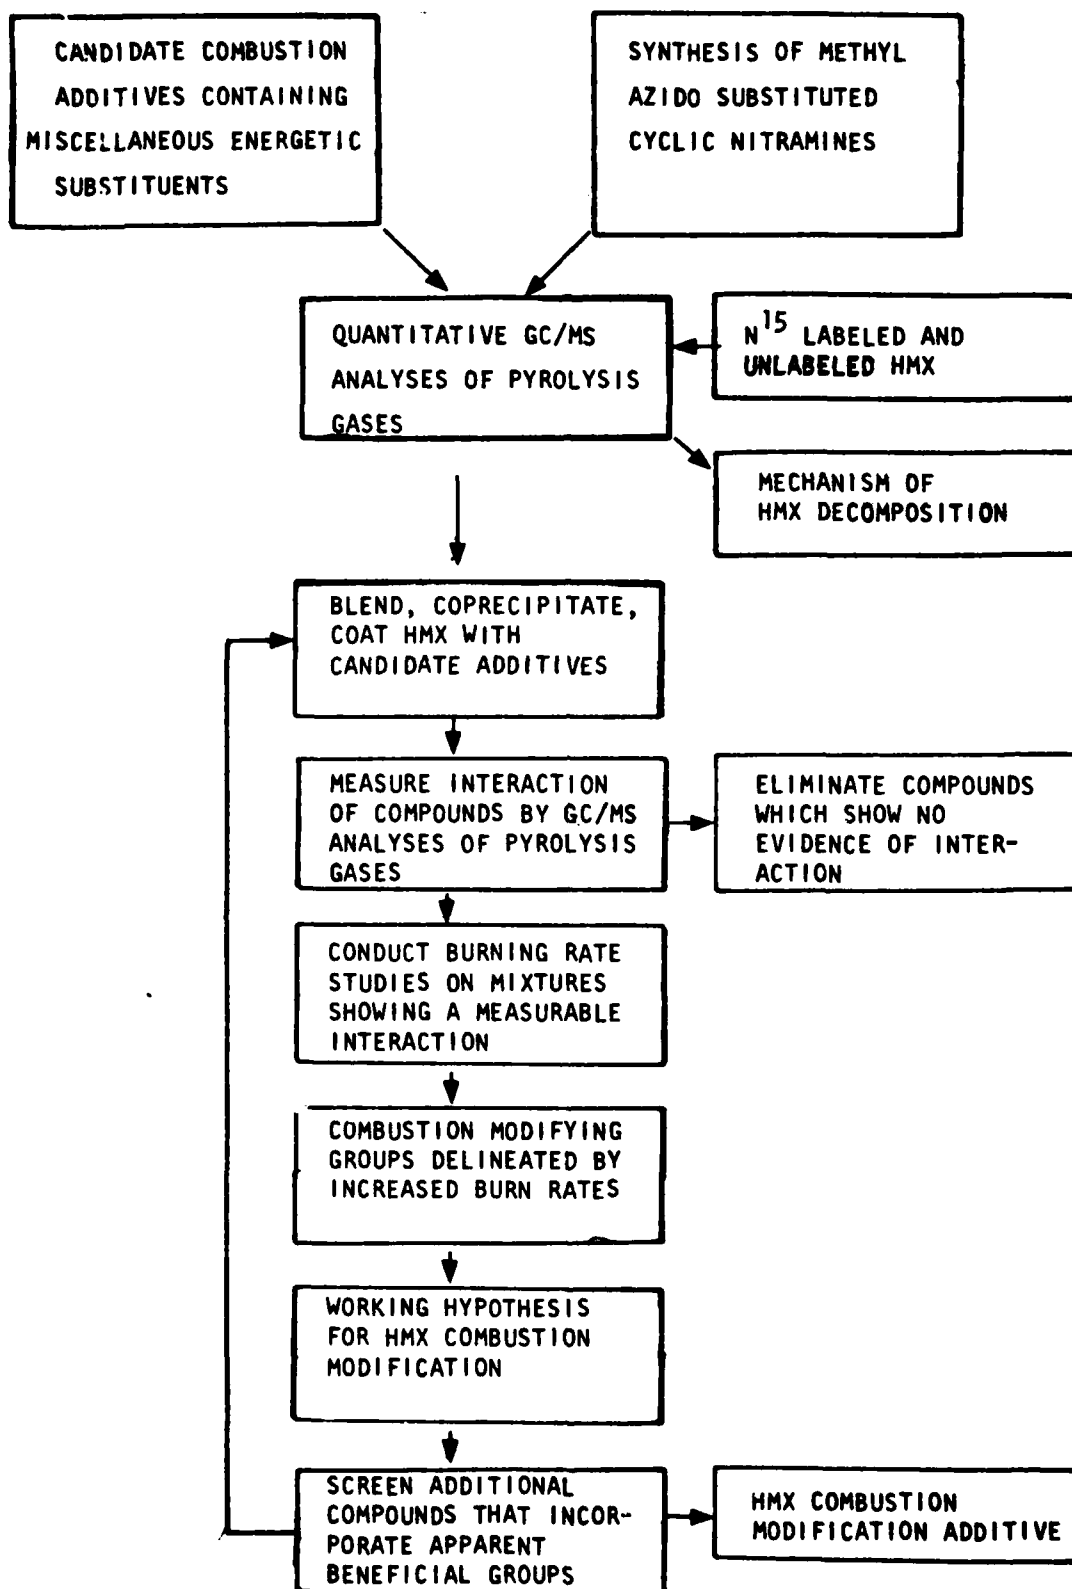 CANDIDATE COMBUSTION
ADDITIVES CONTAINING
MISCELLANEOUS ENERGETIC
SUBSTITUENTS
SYNTHESIS OF METHYL
AZIDO SUBSTITUTED
CYCLIC NITRAMINES
QUANTITATIVE GC/MS
ANALYSES OF PYROLYSIS
GASES
N15 LABELED AND
UNLABELED HMX
MECHANISM OF
HMX DECOMPOSITION
BLEND, COPRECIPITATE,
COAT HMX WITH
CANDIDATE ADDITIVES
MEASURE INTERACTION
OF COMPOUNDS BY GC/MS
ANALYSES OF PYROLYSIS
GASES
ELIMINATE COMPOUNDS
WHICH SHOW NO
EVIDENCE OF INTER-
ACTION
CONDUCT BURNING RATE
STUDIES ON MIXTURES
SHOWING A MEASURABLE
INTERACTION
COMBUSTION MODIFYING
GROUPS DELINEATED BY
INCREASED BURN RATES
WORKING HYPOTHESIS
FOR HMX COMBUSTION
MODIFICATION
SCREEN ADDITIONAL
COMPOUNDS THAT INCOR-
PORATE APPARENT
BENEFICIAL GROUPS
HMX COMBUSTION
MODIFICATION ADDITIVE